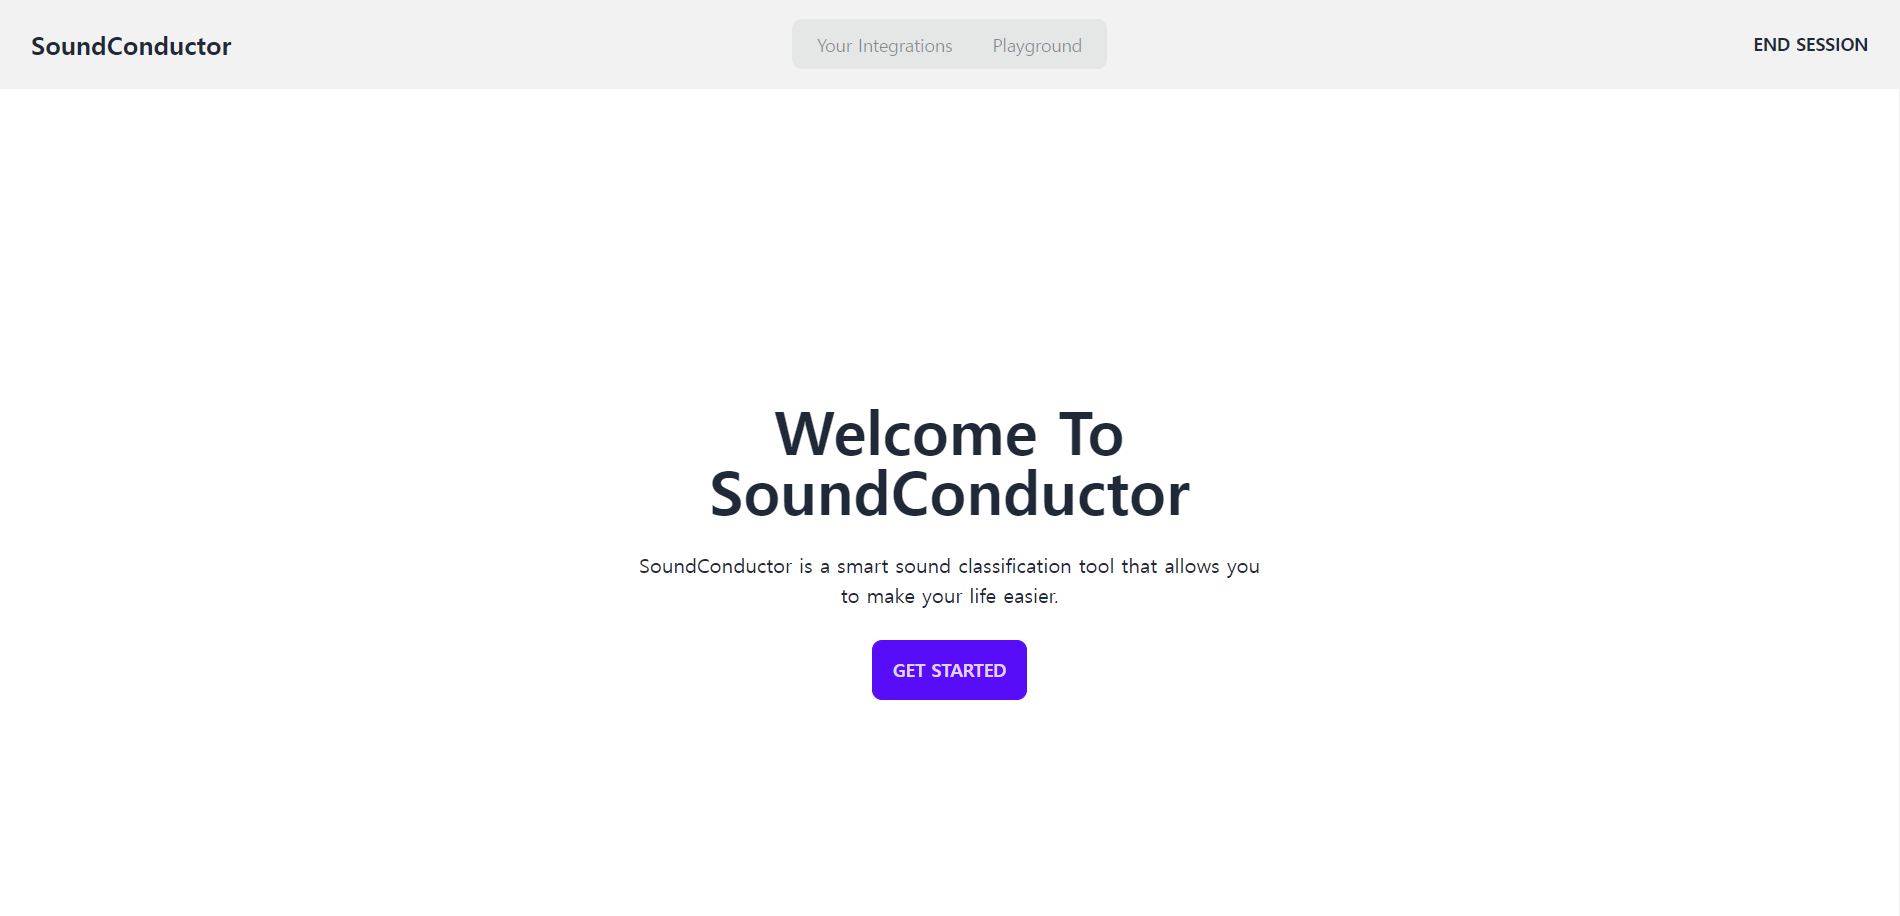 SoundConductor
Your Integrations
Playground
END SESSION
Welcome To
SoundConductor
SoundConductor is a smart sound classification tool that allows you
to make your life easier.
GET STARTED